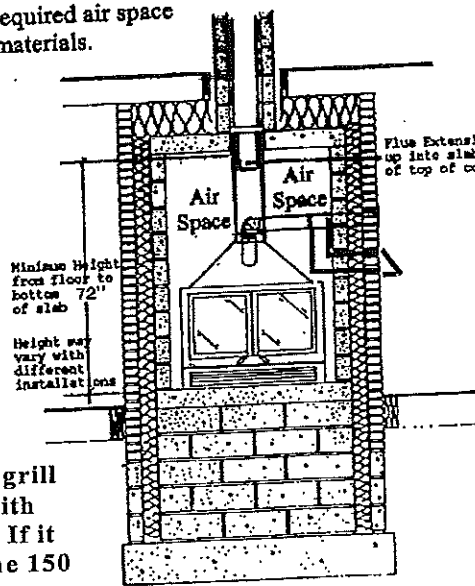 equired air space
materials.
Flue Extensi
up into slab
of top of co
Air
Space
Air
Space
Minimum Height
from floor to
bottom 72"
of slab
Height may
vary with
different
installations
grill
ith
If it
e 150